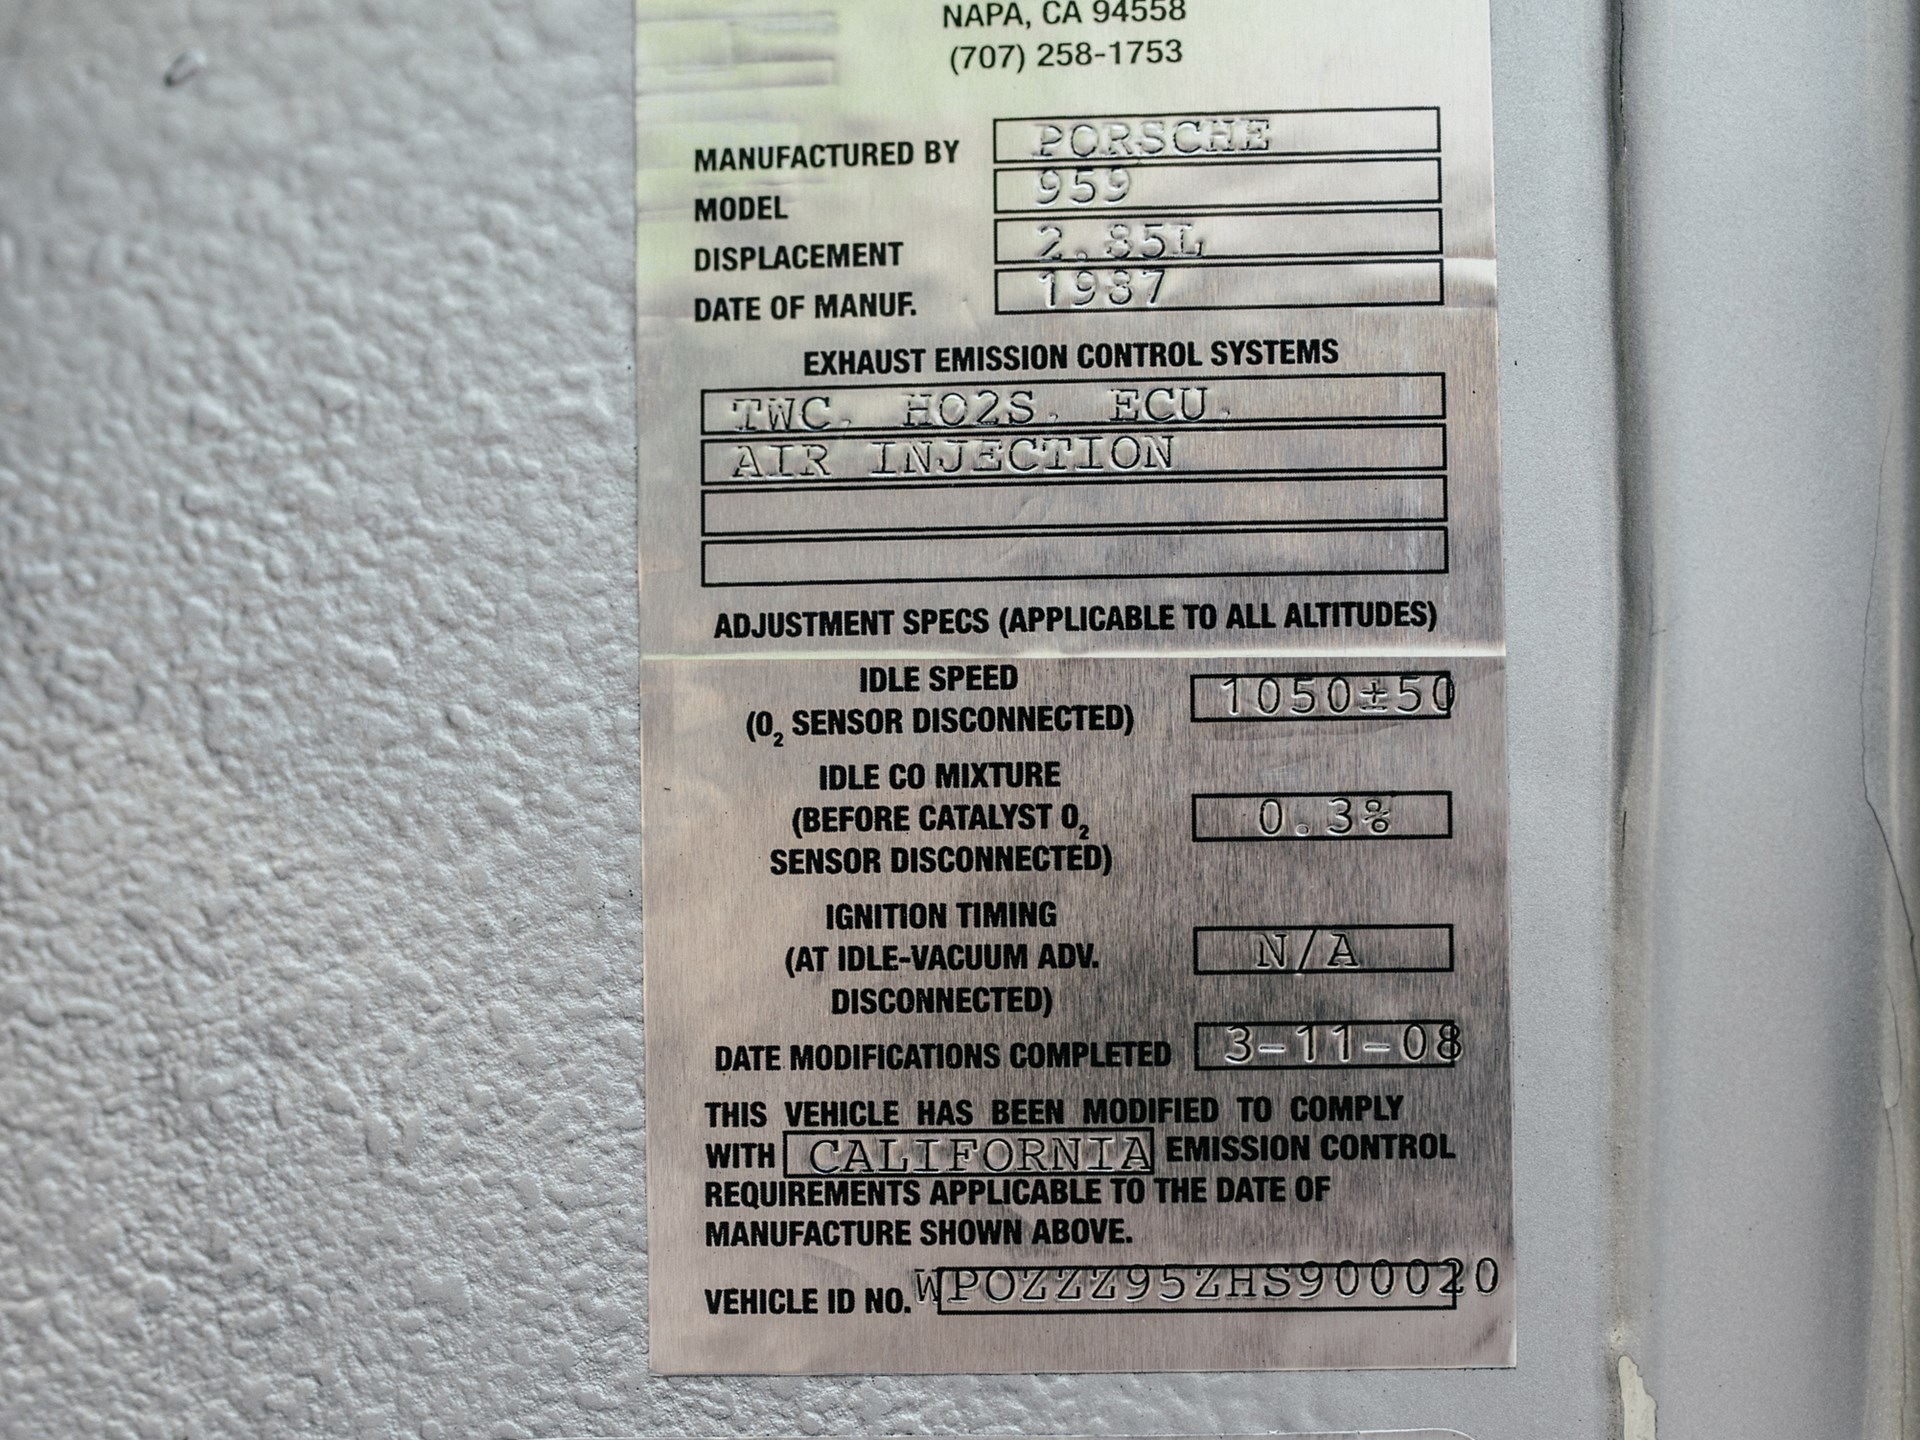 NAPA, CA 94558
(707) 258-1753
MANUFACTURED BY PORSCHE
MODEL 959
DISPLACEMENT 2.85L
DATE OF MANUF. 1987
EXHAUST EMISSION CONTROL SYSTEMS
TWC, HO2S, ECU,
AIR INJECTION
ADJUSTMENT SPECS (APPLICABLE TO ALL ALTITUDES)
IDLE SPEED
(O₂ SENSOR DISCONNECTED) 1050±50
IDLE CO MIXTURE
(BEFORE CATALYST O₂ 0.3%
SENSOR DISCONNECTED)
IGNITION TIMING
(AT IDLE-VACUUM ADV. N/A
DISCONNECTED)
DATE MODIFICATIONS COMPLETED 3-11-08
THIS VEHICLE HAS BEEN MODIFIED TO COMPLY
WITH CALIFORNIA EMISSION CONTROL
REQUIREMENTS APPLICABLE TO THE DATE OF
MANUFACTURE SHOWN ABOVE.
VEHICLE ID NO. WPOZZZ95ZHS900020